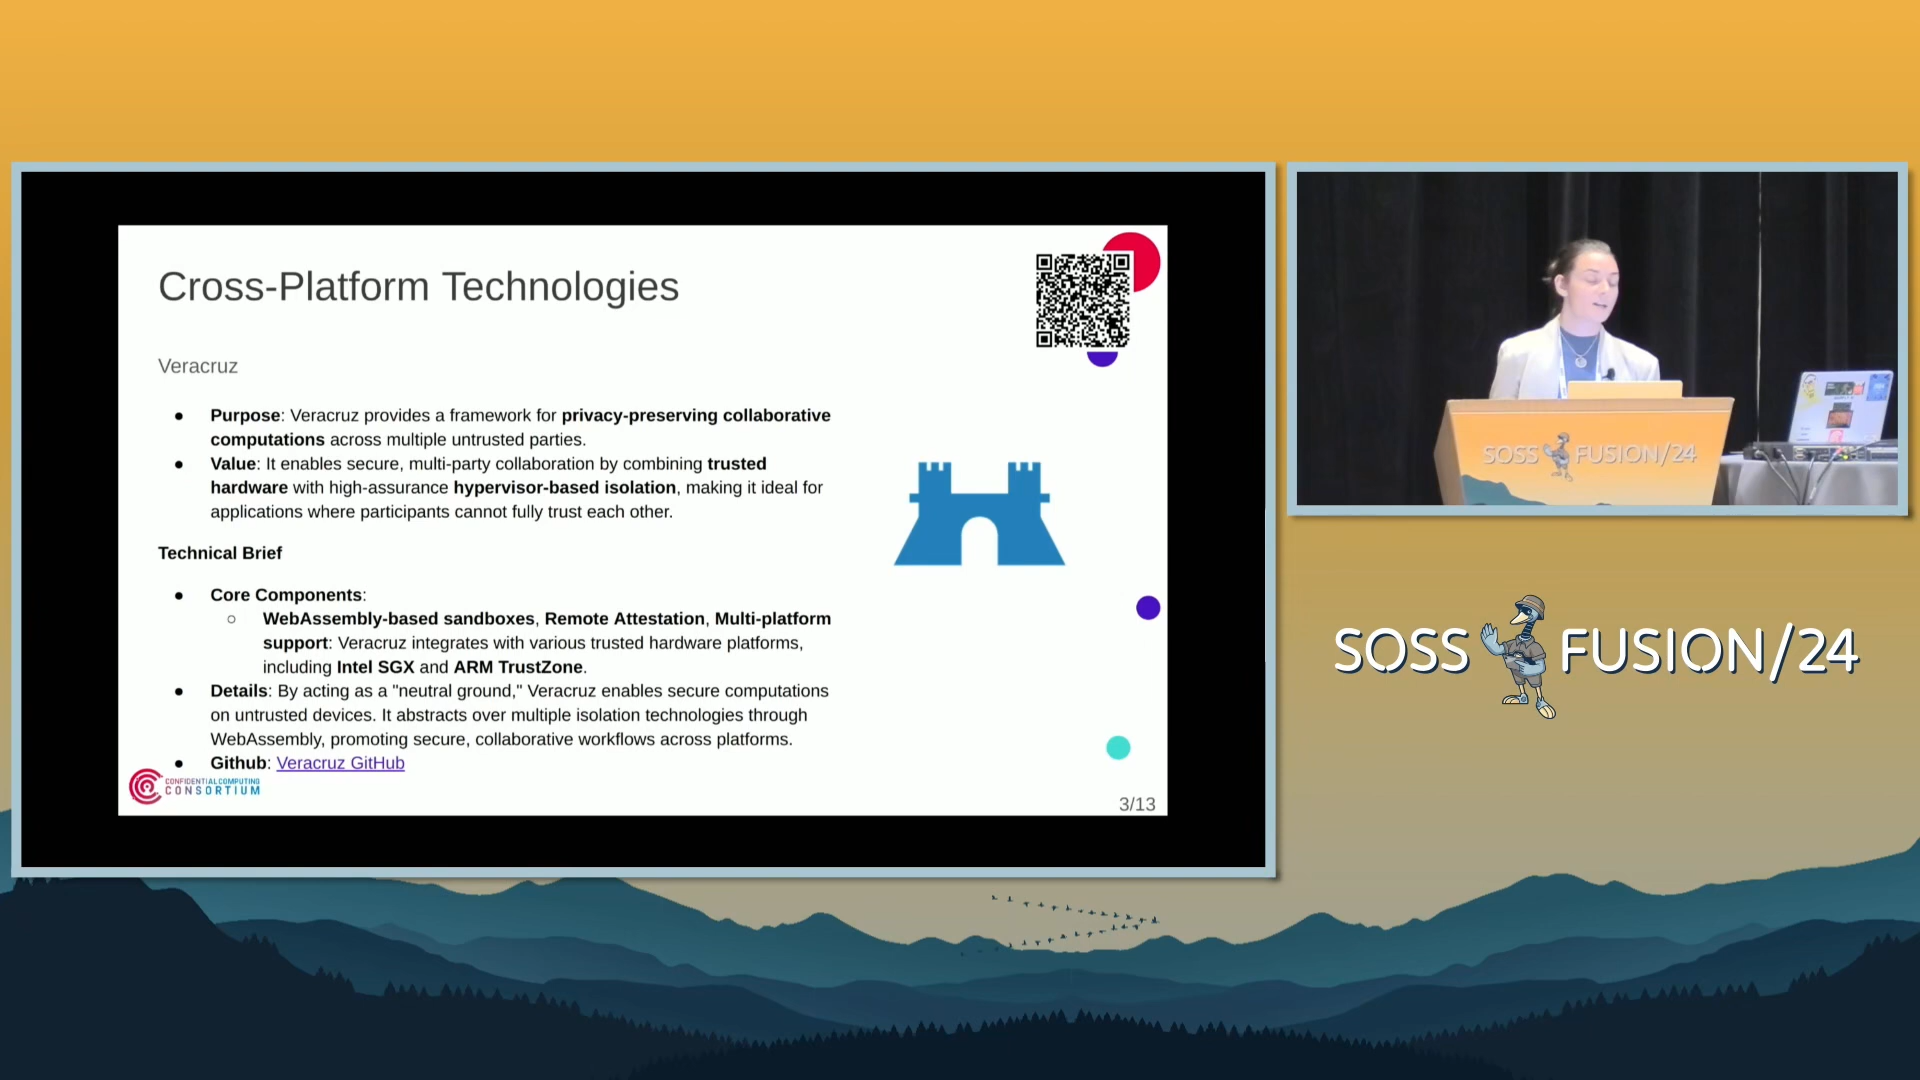 Cross-Platform Technologies
Veracruz
● Purpose: Veracruz provides a framework for privacy-preserving collaborative
computations across multiple untrusted parties.
● Value: It enables secure, multi-party collaboration by combining trusted
hardware with high-assurance hypervisor-based isolation, making it ideal for
applications where participants cannot fully trust each other.
Technical Brief
● Core Components:
○ WebAssembly-based sandboxes, Remote Attestation, Multi-platform
support: Veracruz integrates with various trusted hardware platforms,
including Intel SGX and ARM TrustZone.
● Details: By acting as a "neutral ground," Veracruz enables secure computations
on untrusted devices. It abstracts over multiple isolation technologies through
WebAssembly, promoting secure, collaborative workflows across platforms.
● Github: Veracruz GitHub
CONFIDENTIAL COMPUTING
CONSORTIUM
3/13
SOSS FUSION/24
SOSS FUSION/24